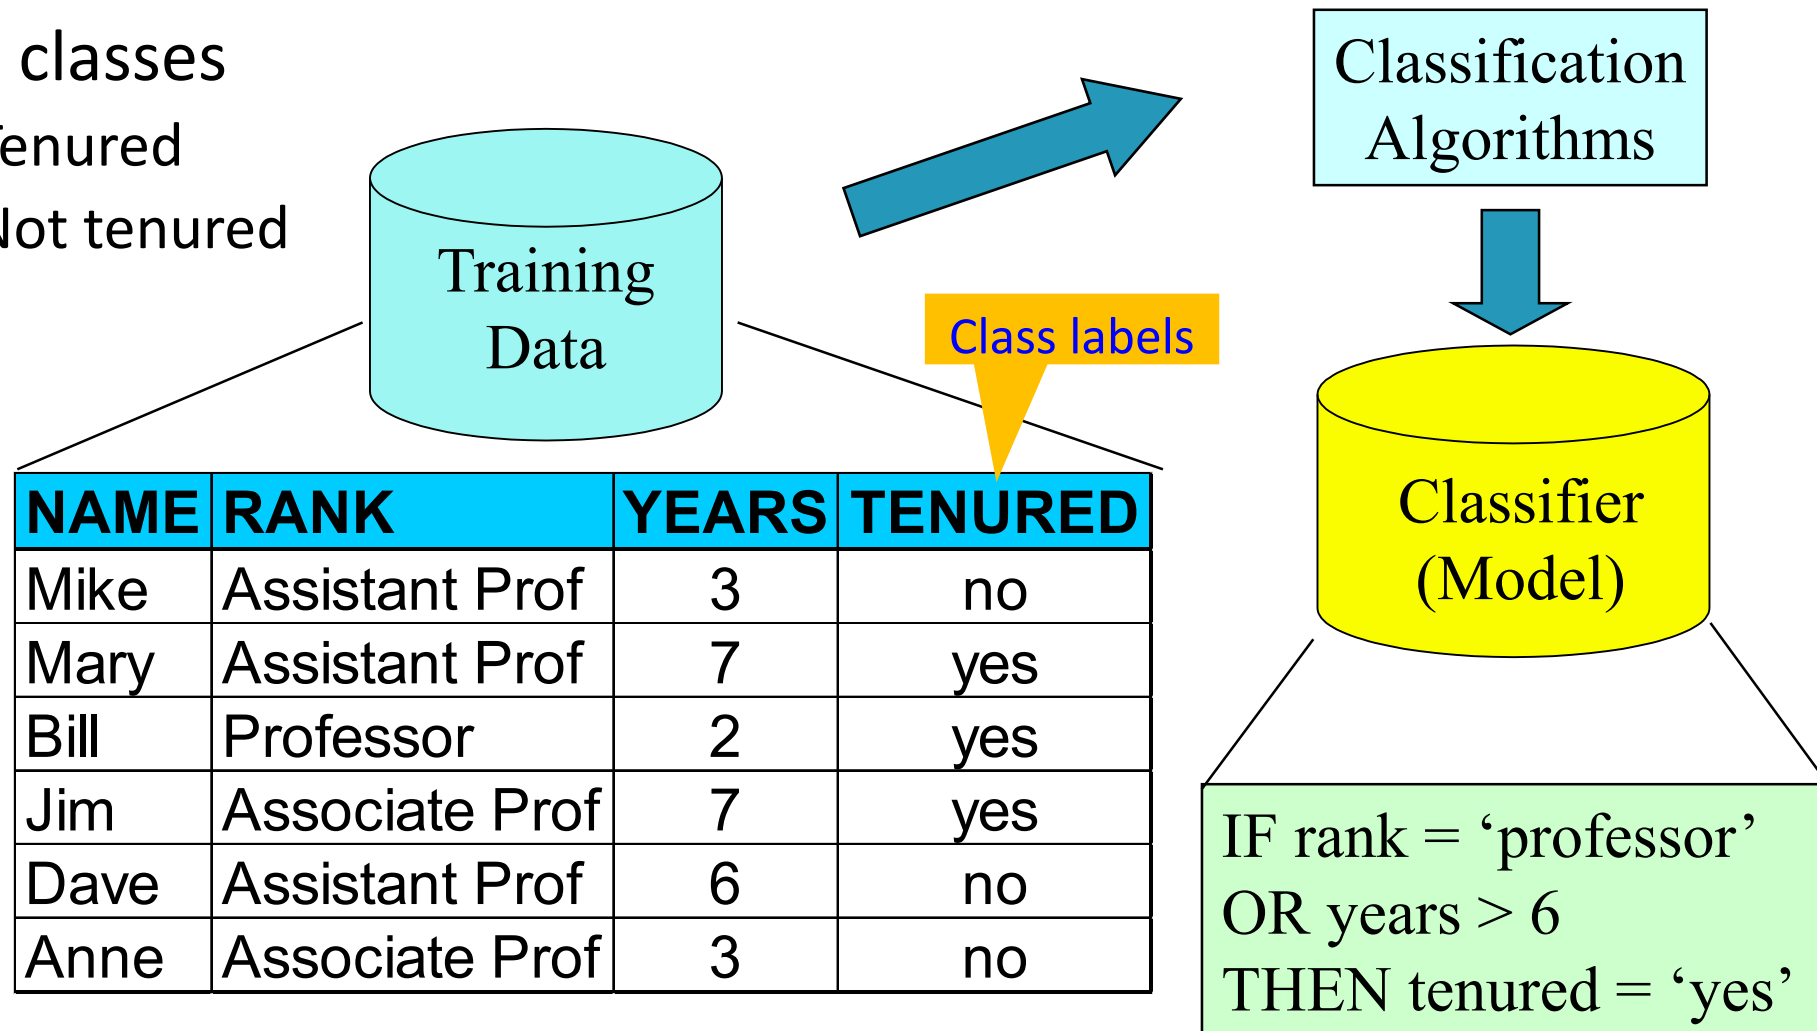 classes
Tenured
Not tenured
Training
Data
Classification
Algorithms
Class labels
Classifier
(Model)
NAME RANK YEARS TENURED
Mike Assistant Prof 3 no
Mary Assistant Prof 7 yes
Bill Professor 2 yes
Jim Associate Prof 7 yes
Dave Assistant Prof 6 no
Anne Associate Prof 3 no
IF rank = ‘professor’
OR years > 6
THEN tenured = ‘yes’